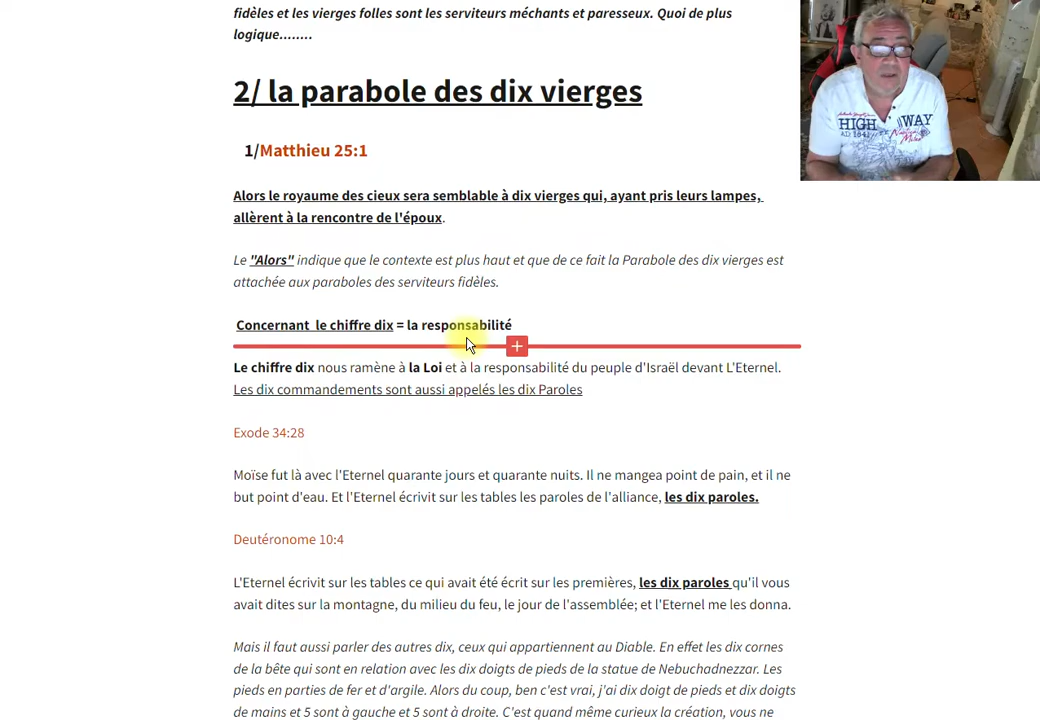 fidèles et les vierges folles sont les serviteurs méchants et paresseux. Quoi de plus
logique........
2/ la parabole des dix vierges
1/Matthieu 25:1
Alors le royaume des cieux sera semblable à dix vierges qui, ayant pris leurs lampes,
allèrent à la rencontre de l'époux.
Le "Alors" indique que le contexte est plus haut et que de ce fait la Parabole des dix vierges est
attachée aux paraboles des serviteurs fidèles.
Concernant le chiffre dix = la responsabilité
Le chiffre dix nous ramène à la Loi et à la responsabilité du peuple d'Israël devant L'Eternel.
Les dix commandements sont aussi appelés les dix Paroles
Exode 34:28
Moïse fut là avec l'Eternel quarante jours et quarante nuits. Il ne mangea point de pain, et il ne
but point d'eau. Et l'Eternel écrivit sur les tables les paroles de l'alliance, les dix paroles.
Deutéronome 10:4
L'Eternel écrivit sur les tables ce qui avait été écrit sur les premières, les dix paroles qu'il vous
avait dites sur la montagne, du milieu du feu, le jour de l'assemblée; et l'Eternel me les donna.
Mais il faut aussi parler des autres dix, ceux qui appartiennent au Diable. En effet les dix cornes
de la bête qui sont en relation avec les dix doigts de pieds de la statue de Nebuchadnezzar. Les
pieds en parties de fer et d'argile. Alors du coup, ben c'est vrai, j'ai dix doigt de pieds et dix doigts
de mains et 5 sont à gauche et 5 sont à droite. C'est quand même curieux la création, vous ne
HIGH WAY